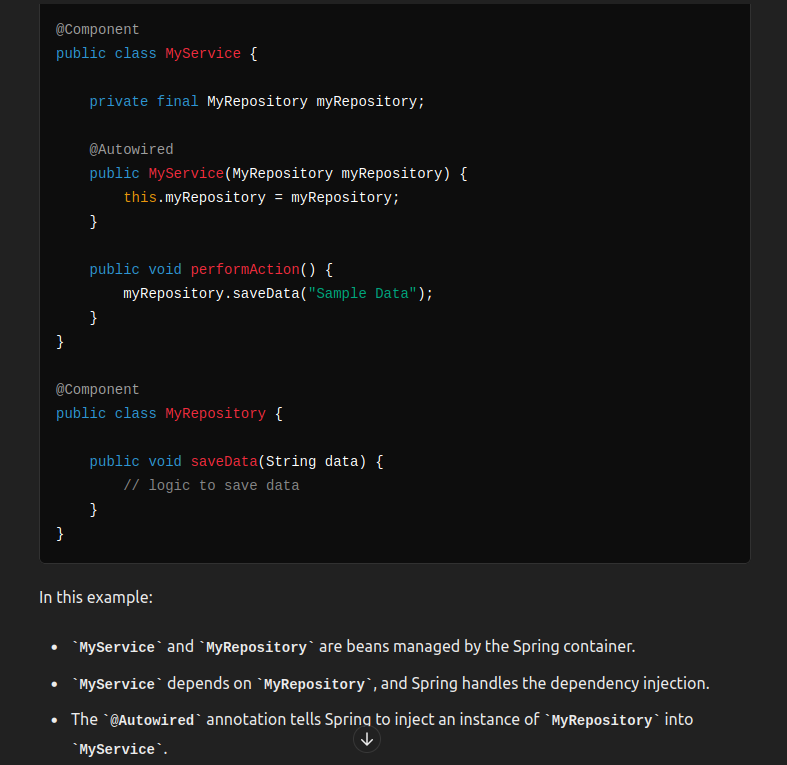 @Component
public class MyService {
    private final MyRepository myRepository;
    @Autowired
    public MyService(MyRepository myRepository) {
        this.myRepository = myRepository;
    }
    public void performAction() {
        myRepository.saveData("Sample Data");
    }
}
@Component
public class MyRepository {
    public void saveData(String data) {
        // logic to save data
    }
}
In this example:
• `MyService` and `MyRepository` are beans managed by the Spring container.
• `MyService` depends on `MyRepository`, and Spring handles the dependency injection.
• The `@Autowired` annotation tells Spring to inject an instance of `MyRepository` into
`MyService`.